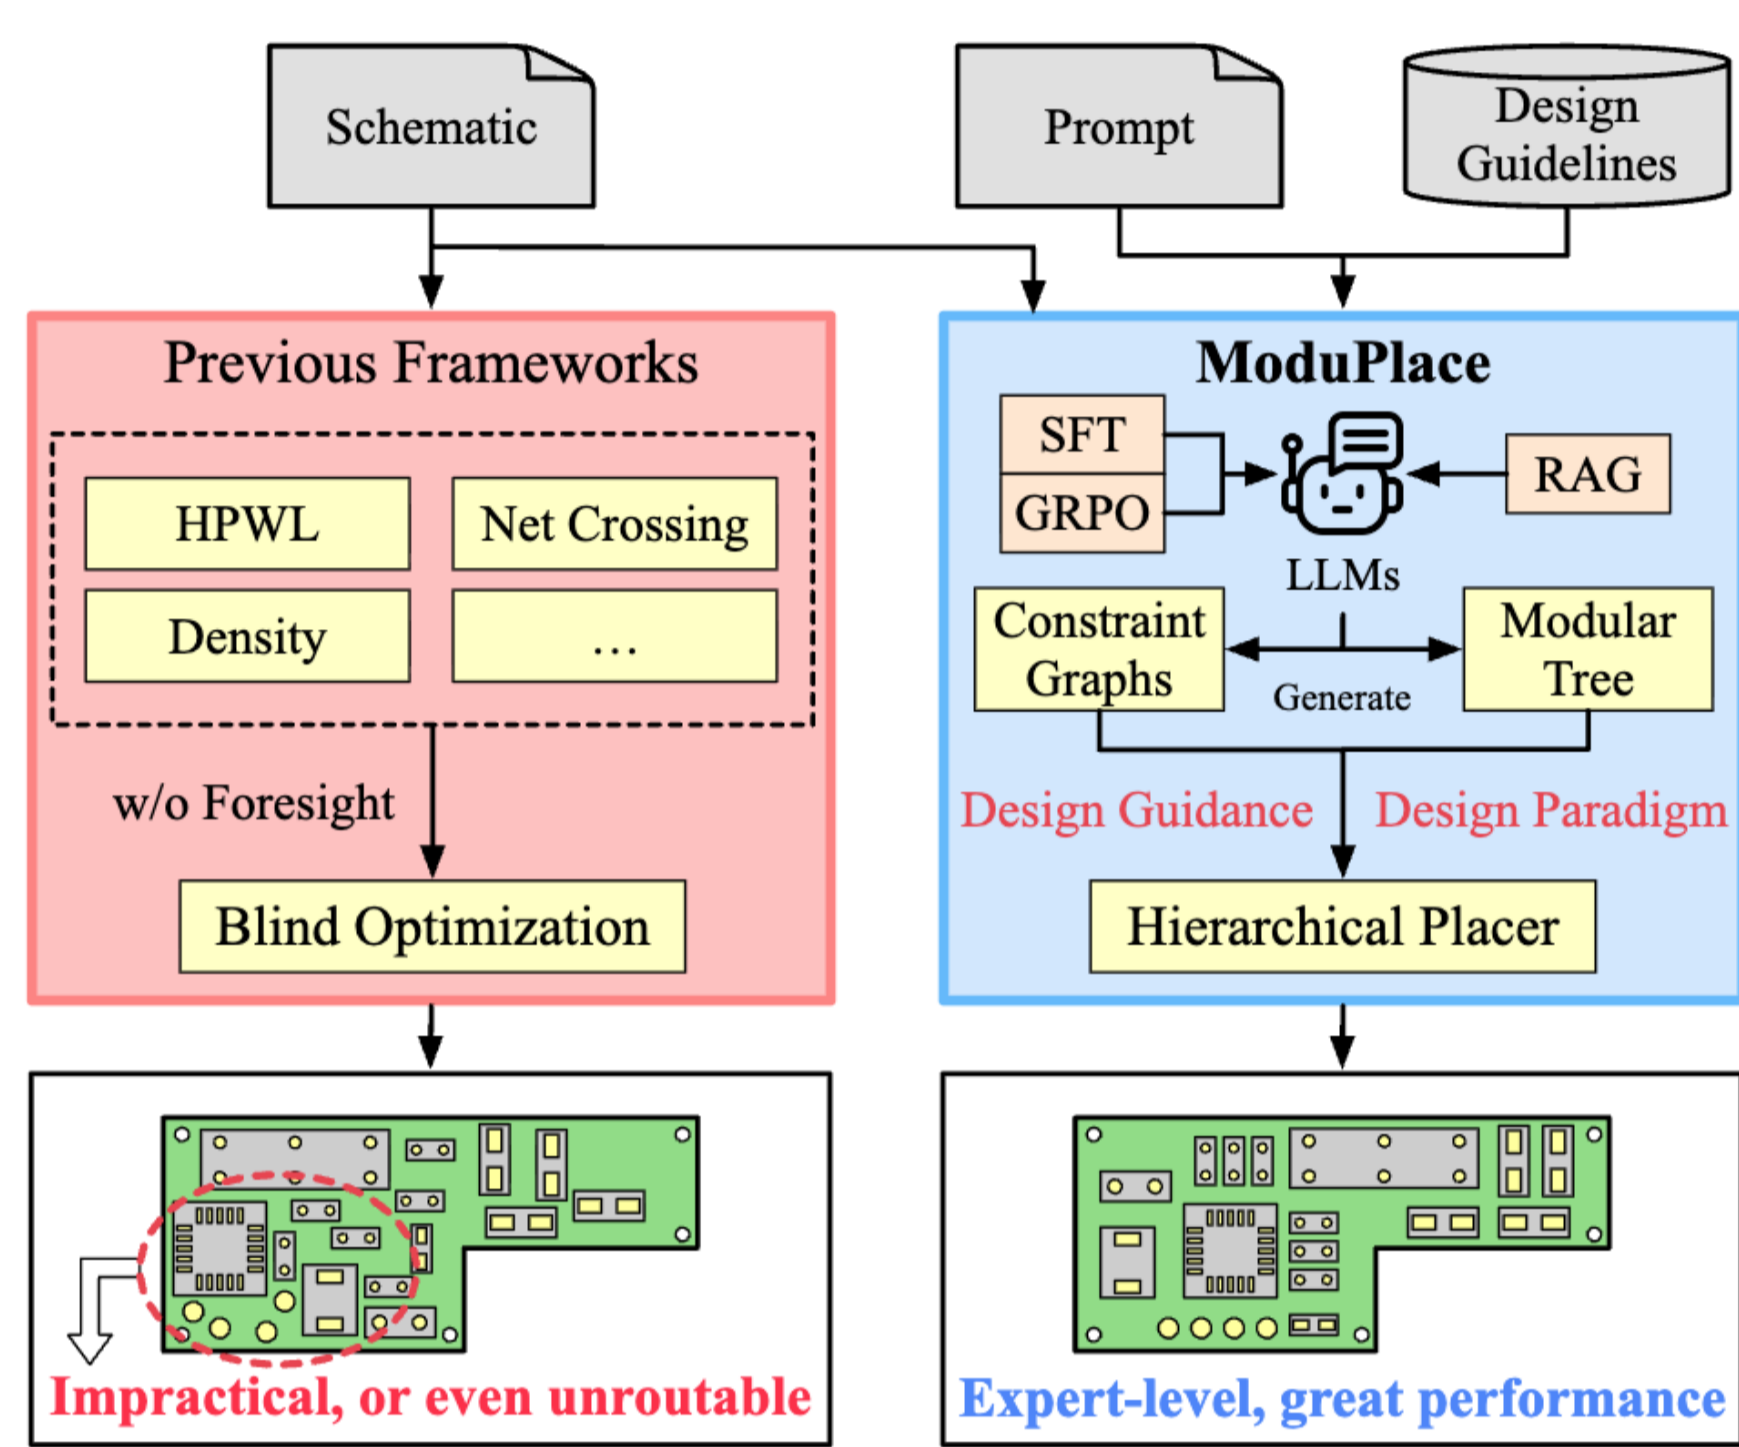 Schematic
Prompt
Design
Guidelines
Previous Frameworks
HPWL
Net Crossing
Density
...
w/o Foresight
Blind Optimization
Impractical, or even unroutable
ModuPlace
SFT
GRPO
RAG
LLMs
Constraint
Graphs
Generate
Modular
Tree
Design Guidance
Design Paradigm
Hierarchical Placer
Expert-level, great performance